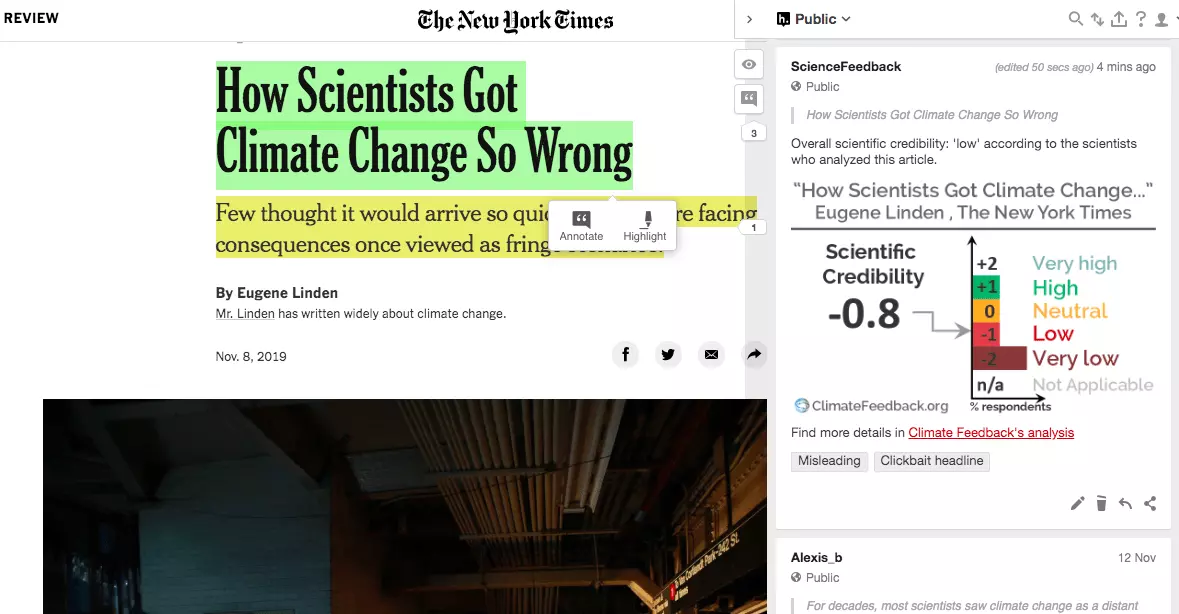 REVIEW
The New York Times
How Scientists Got
Climate Change So Wrong
Few thought it would arrive so
facing
consequences once viewed as
Annotate Highlight
3
1
By Eugene Linden
Mr. Linden has written widely about climate change.
Nov. 8, 2019
h. Public
ScienceFeedback (edited 50 secs ago) 4 mins ago
Public
How Scientists Got Climate Change So Wrong
Overall scientific credibility: 'low' according to the scientists
who analyzed this article.
“How Scientists Got Climate Change...”
Eugene Linden , The New York Times
Scientific
Credibility
-0.8
+2 Very high
+1 High
0 Neutral
-1 Low
-2 Very low
n/a Not Applicable
% respondents
ClimateFeedback.org
Find more details in Climate Feedback's analysis
Misleading Clickbait headline
Alexis_b 12 Nov
Public
For decades, most scientists saw climate change as a distant